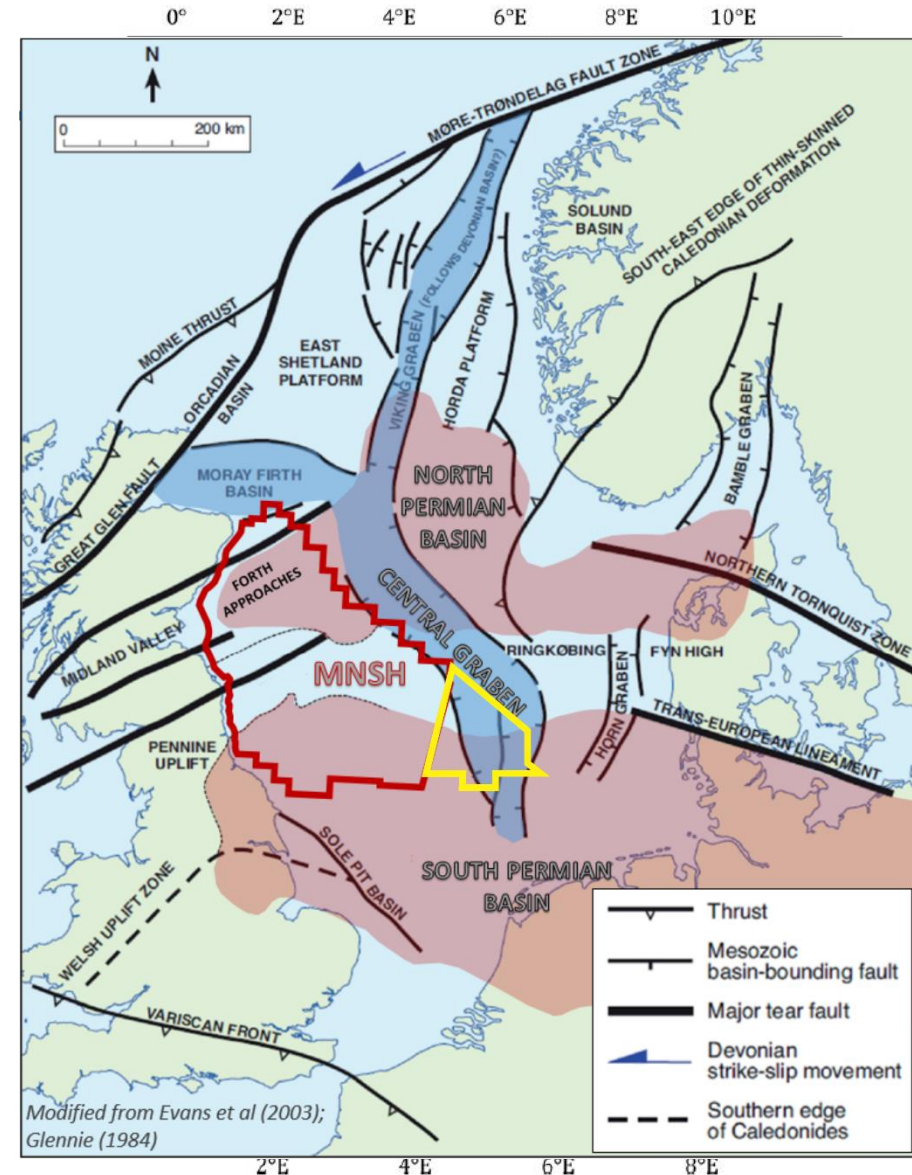 0°
2°E
4°E
6°E
8°E
10°E
N
0
200 km
MØRE-TRØNDELAG FAULT ZONE
VIKING GRABEN (FOLLOWS DEVONIAN BASIN?)
SOLUND
BASIN
SOUTH-EAST EDGE OF THIN-SKINNED
CALEDONIAN DEFORMATION
MOINE THRUST
ORCADIAN
BASIN
EAST
SHETLAND
PLATFORM
HORDA PLATFORM
BAMBLE GRABEN
GREAT GLEN FAULT
MORAY FIRTH
BASIN
NORTH
PERMIAN
BASIN
FORTH
APPROACHES
CENTRAL GRABEN
NORTHERN TORNQUIST ZONE
MIDLAND VALLEY
MNSH
RINGKØBING
FYN HIGH
HORN GRABEN
TRANS-EUROPEAN LINEAMENT
PENNINE
UPLIFT
SOLE PIT BASIN
SOUTH PERMIAN
BASIN
WELSH UPLIFT ZONE
VARISCAN FRONT
Thrust
Mesozoic
basin-bounding fault
Major tear fault
Devonian
strike-slip movement
Southern edge
of Caledonides
Modified from Evans et al (2003);
Glennie (1984)
2°E
4°E
6°E
8°E